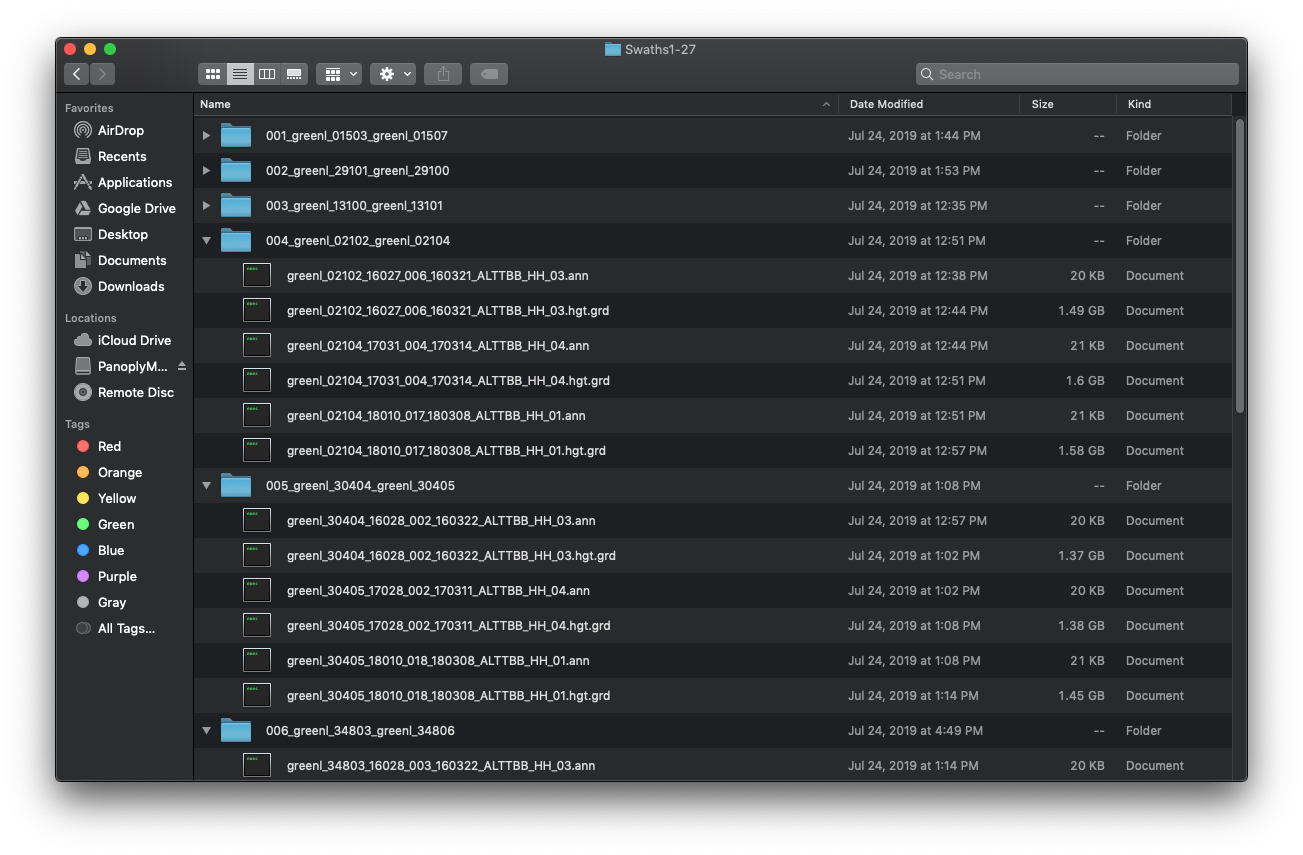 Swaths1-27
Search
Favorites
AirDrop
Recents
Applications
Google Drive
Desktop
Documents
Downloads
Locations
iCloud Drive
PanoplyM...
Remote Disc
Tags
Red
Orange
Yellow
Green
Blue
Purple
Gray
All Tags...
Name Date Modified Size Kind
001_greenl_01503_greenl_01507 Jul 24, 2019 at 1:44 PM -- Folder
002_greenl_29101_greenl_29100 Jul 24, 2019 at 1:53 PM -- Folder
003_greenl_13100_greenl_13101 Jul 24, 2019 at 12:35 PM -- Folder
004_greenl_02102_greenl_02104 Jul 24, 2019 at 12:51 PM -- Folder
greenl_02102_16027_006_160321_ALTTBB_HH_03.ann Jul 24, 2019 at 12:38 PM 20 KB Document
greenl_02102_16027_006_160321_ALTTBB_HH_03.hgt.grd Jul 24, 2019 at 12:44 PM 1.49 GB Document
greenl_02104_17031_004_170314_ALTTBB_HH_04.ann Jul 24, 2019 at 12:44 PM 21 KB Document
greenl_02104_17031_004_170314_ALTTBB_HH_04.hgt.grd Jul 24, 2019 at 12:51 PM 1.6 GB Document
greenl_02104_18010_017_180308_ALTTBB_HH_01.ann Jul 24, 2019 at 12:51 PM 21 KB Document
greenl_02104_18010_017_180308_ALTTBB_HH_01.hgt.grd Jul 24, 2019 at 12:57 PM 1.58 GB Document
005_greenl_30404_greenl_30405 Jul 24, 2019 at 1:08 PM -- Folder
greenl_30404_16028_002_160322_ALTTBB_HH_03.ann Jul 24, 2019 at 12:57 PM 20 KB Document
greenl_30404_16028_002_160322_ALTTBB_HH_03.hgt.grd Jul 24, 2019 at 1:02 PM 1.37 GB Document
greenl_30405_17028_002_170311_ALTTBB_HH_04.ann Jul 24, 2019 at 1:02 PM 20 KB Document
greenl_30405_17028_002_170311_ALTTBB_HH_04.hgt.grd Jul 24, 2019 at 1:08 PM 1.38 GB Document
greenl_30405_18010_018_180308_ALTTBB_HH_01.ann Jul 24, 2019 at 1:08 PM 21 KB Document
greenl_30405_18010_018_180308_ALTTBB_HH_01.hgt.grd Jul 24, 2019 at 1:14 PM 1.45 GB Document
006_greenl_34803_greenl_34806 Jul 24, 2019 at 4:49 PM -- Folder
greenl_34803_16028_003_160322_ALTTBB_HH_03.ann Jul 24, 2019 at 1:14 PM 20 KB Document